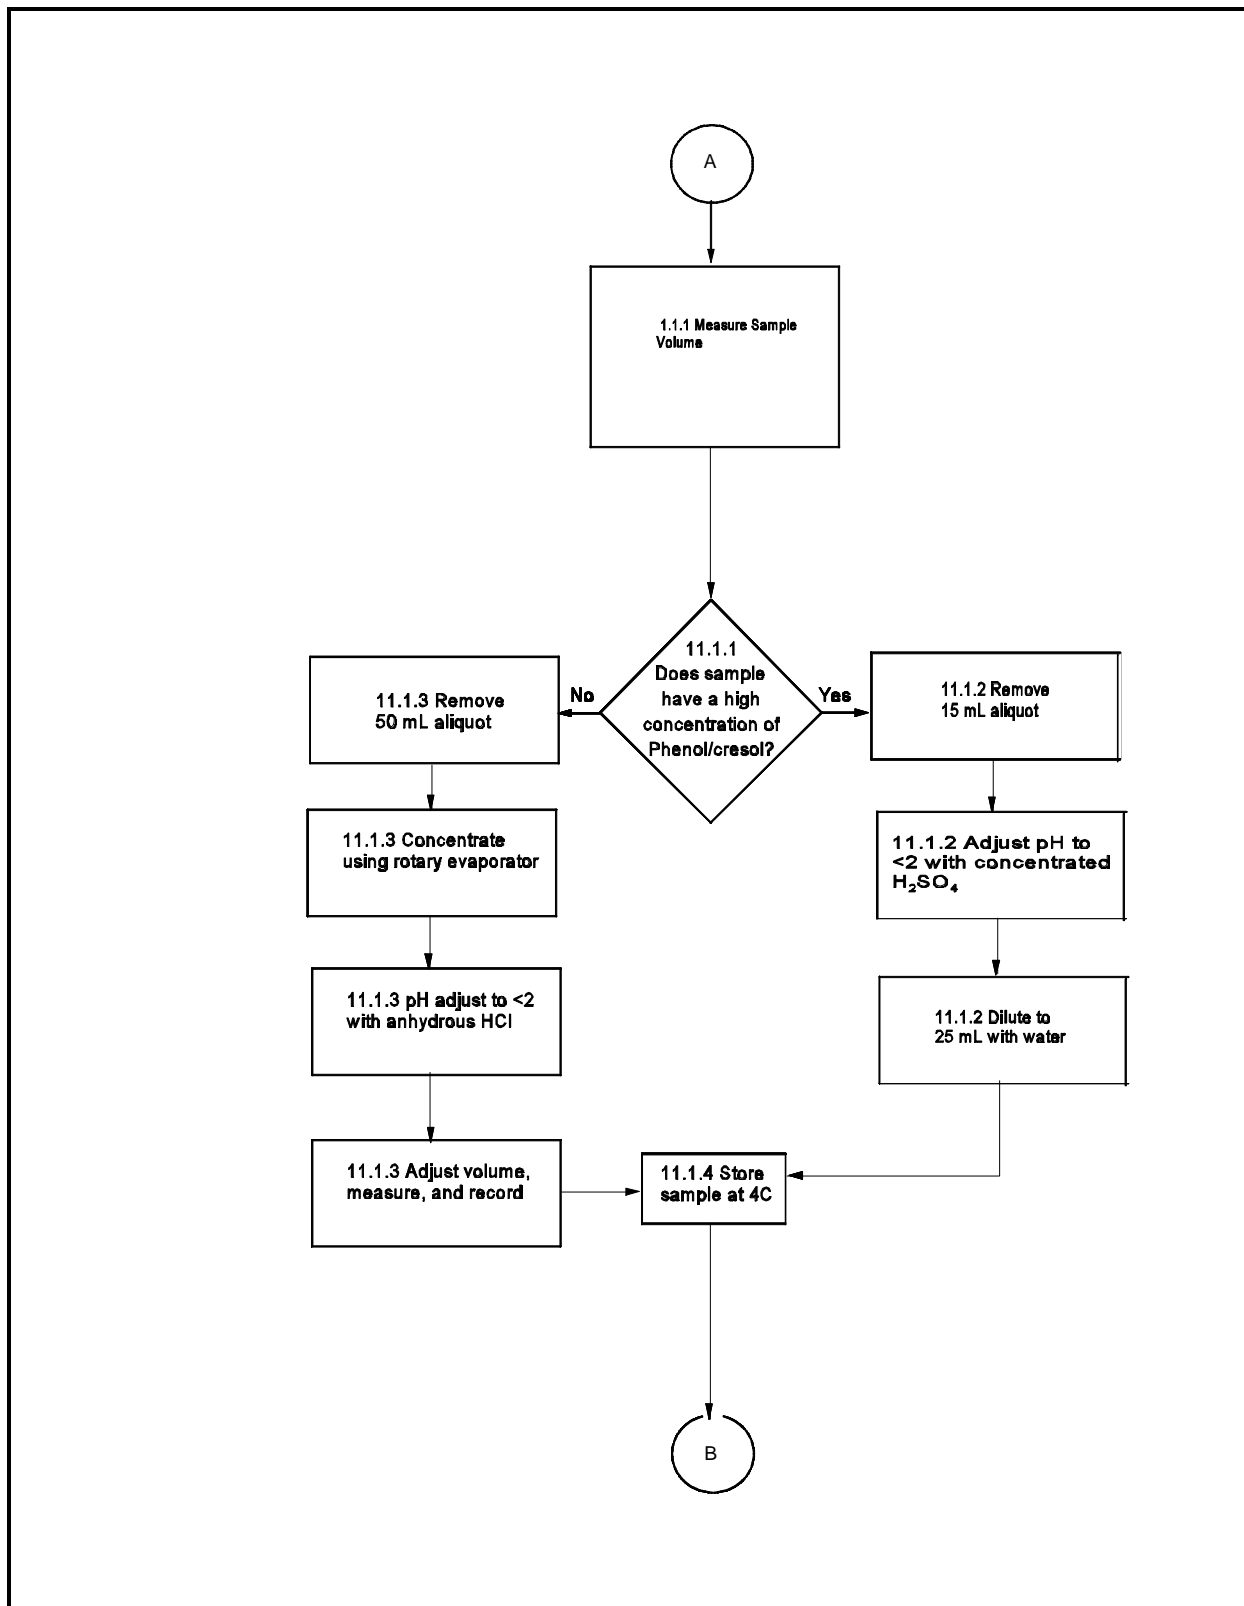 A
1.1.1 Measure Sample
Volume
11.1.1
Does sample
have a high
concentration of
Phenol/cresol?
No
Yes
11.1.3 Remove
50 mL aliquot
11.1.2 Remove
15 mL aliquot
11.1.3 Concentrate
using rotary evaporator
11.1.2 Adjust pH to
<2 with concentrated
H₂SO₄
11.1.3 pH adjust to <2
with anhydrous HCl
11.1.2 Dilute to
25 mL with water
11.1.3 Adjust volume,
measure, and record
11.1.4 Store
sample at 4C
B